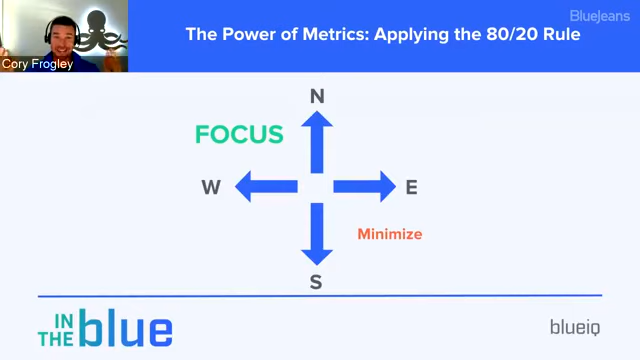 BlueJeans
The Power of Metrics: Applying the 80/20 Rule
Cory Frogley
N
FOCUS
W
E
Minimize
S
IN
THE blue
blueiq